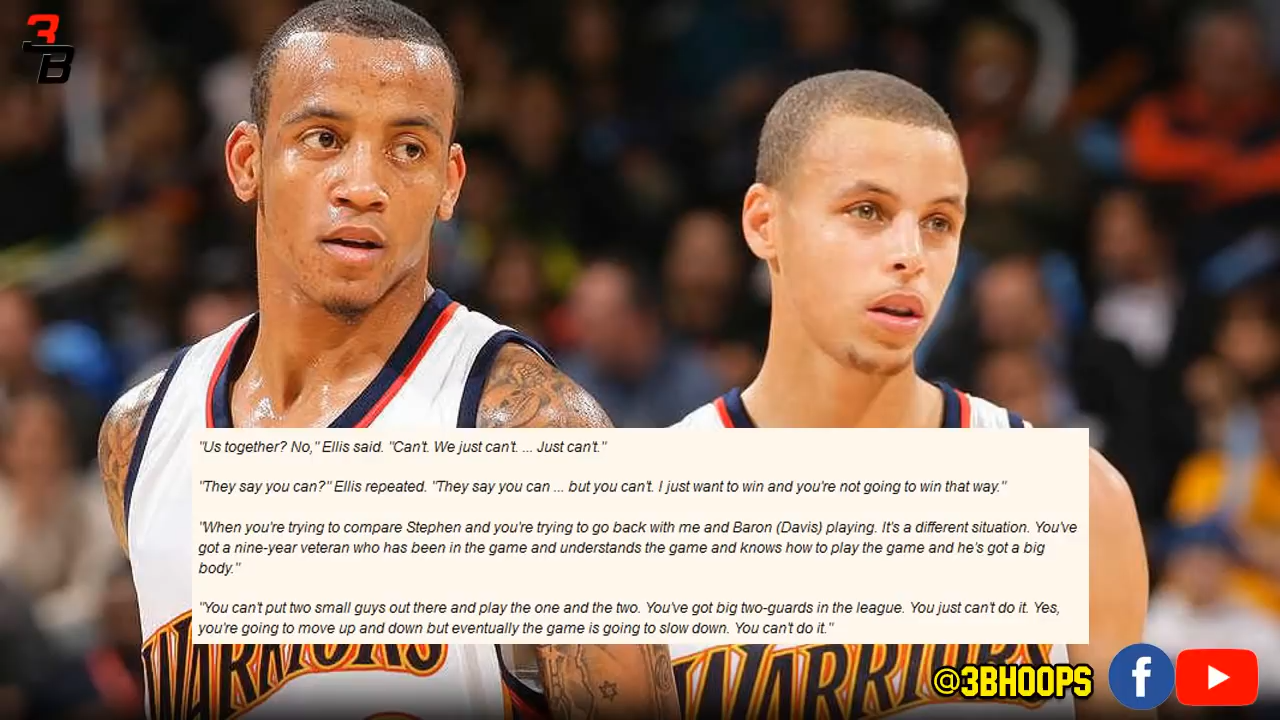 3
B
"Us together? No," Ellis said. "Can't. We just can't. ... Just can't."
"They say you can?" Ellis repeated. "They say you can ... but you can't. I just want to win and you're not going to win that way."
"When you're trying to compare Stephen and you're trying to go back with me and Baron (Davis) playing. It's a different situation. You've
got a nine-year veteran who has been in the game and understands the game and knows how to play the game and he's got a big
body."
"You can't put two small guys out there and play the one and the two. You've got big two-guards in the league. You just can't do it. Yes,
you're going to move up and down but eventually the game is going to slow down. You can't do it."
WARRIORS
WARRIORS
@3BHOOPS
f